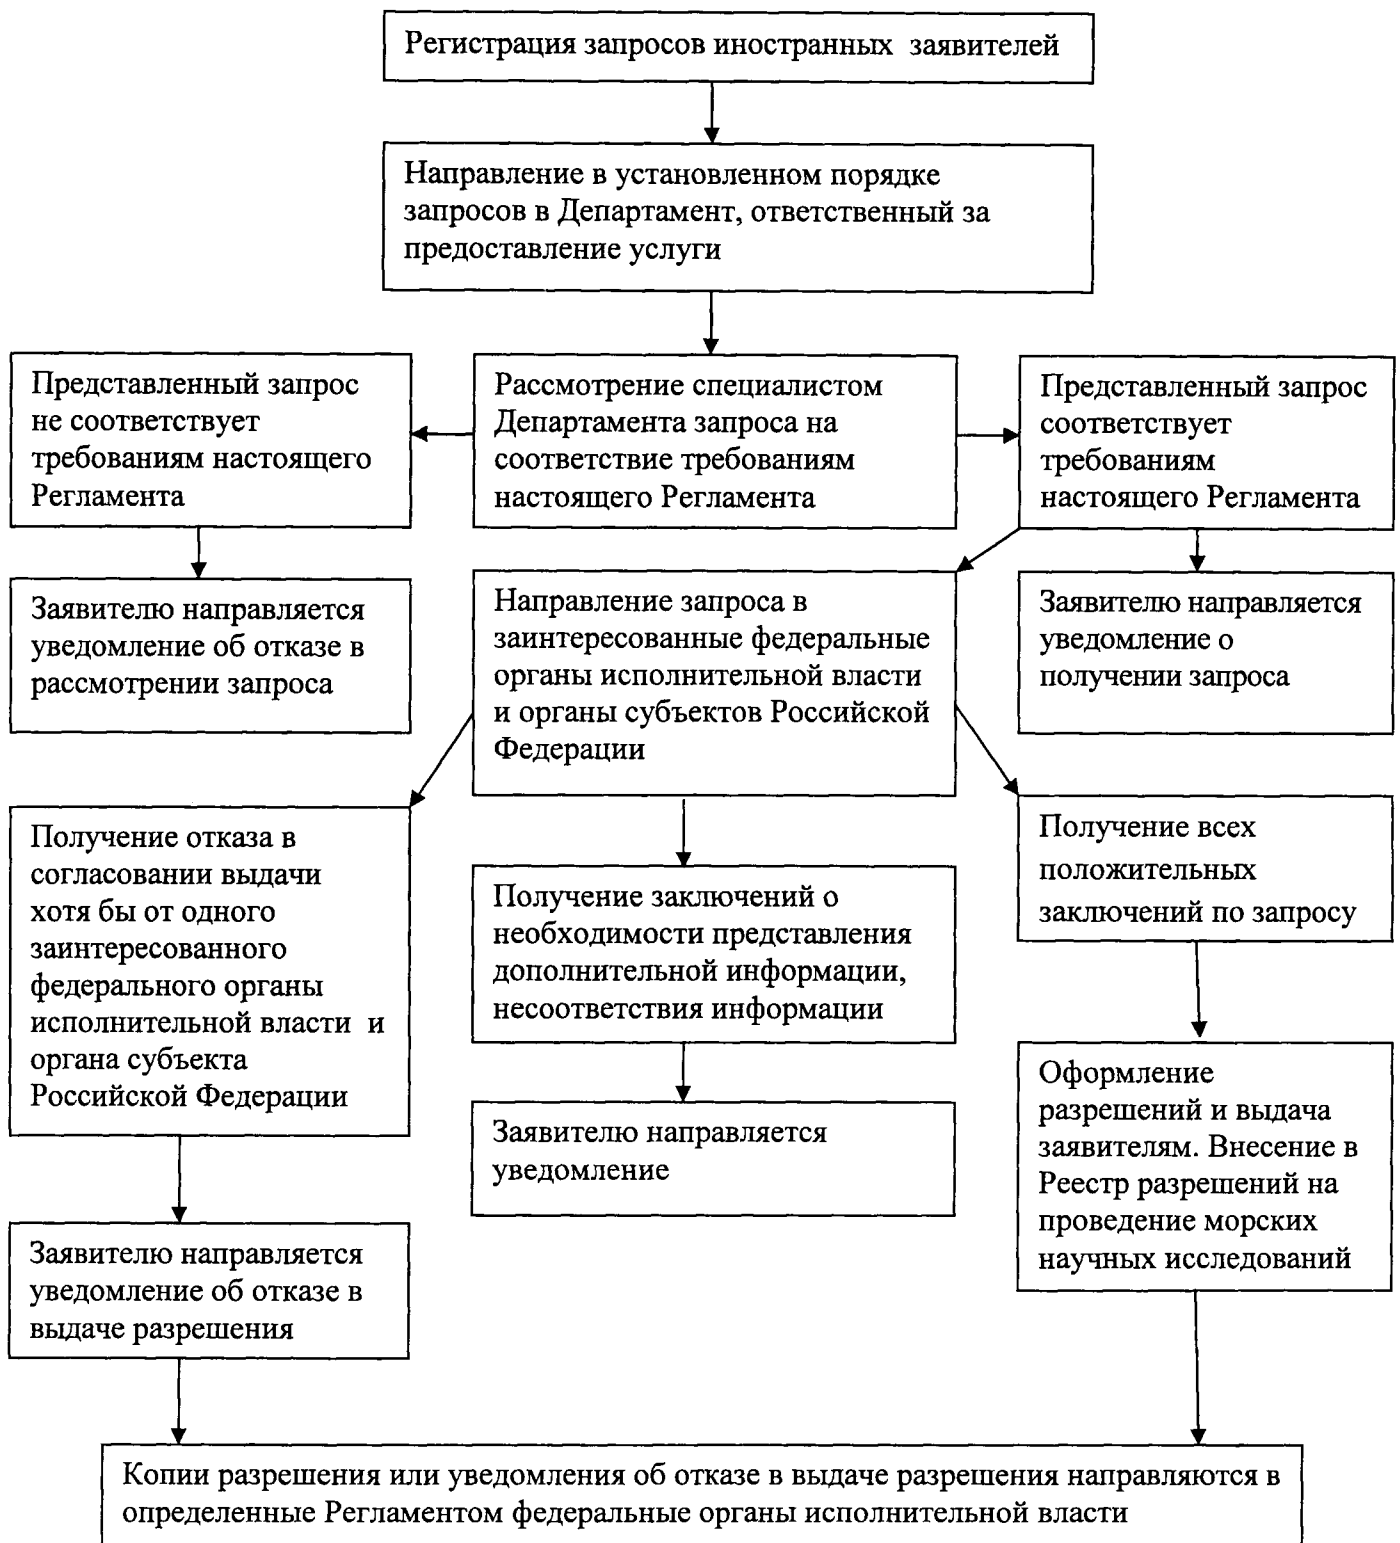 Регистрация запросов иностранных заявителей
Направление в установленном порядке
запросов в Департамент, ответственный за
предоставление услуги
Представленный запрос
не соответствует
требованиям настоящего
Регламента
Рассмотрение специалистом
Департамента запроса на
соответствие требованиям
настоящего Регламента
Представленный запрос
соответствует
требованиям
настоящего Регламента
Заявителю направляется
уведомление об отказе в
рассмотрении запроса
Направление запроса в
заинтересованные федеральные
органы исполнительной власти
и органы субъектов Российской
Федерации
Заявителю направляется
уведомление о
получении запроса
Получение отказа в
согласовании выдачи
хотя бы от одного
заинтересованного
федерального органы
исполнительной власти и
органа субъекта
Российской Федерации
Получение заключений о
необходимости представления
дополнительной информации,
несоответствия информации
Получение всех
положительных
заключений по запросу
Заявителю направляется
уведомление
Оформление
разрешений и выдача
заявителям. Внесение в
Реестр разрешений на
проведение морских
научных исследований
Заявителю направляется
уведомление об отказе в
выдаче разрешения
Копии разрешения или уведомления об отказе в выдаче разрешения направляются в
определенные Регламентом федеральные органы исполнительной власти